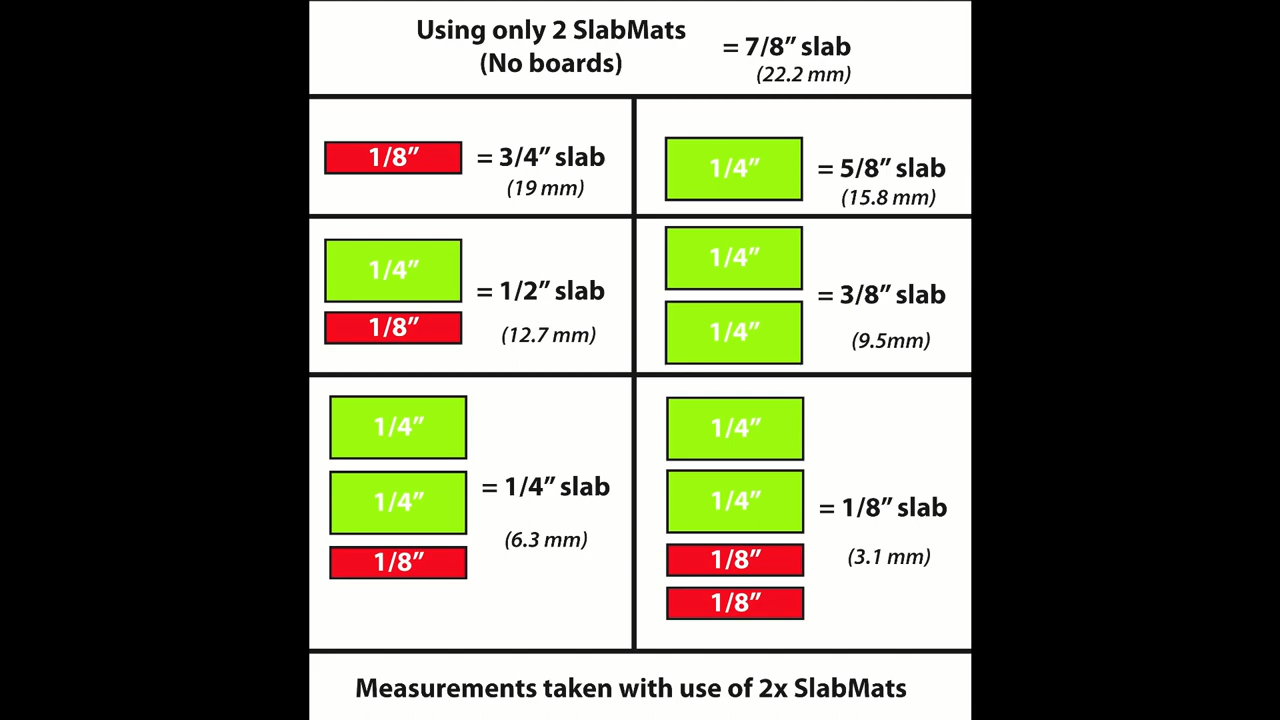 Using only 2 SlabMats
(No boards)
= 7/8” slab
(22.2 mm)
1/8”
= 3/4” slab
(19 mm)
1/4”
= 5/8” slab
(15.8 mm)
1/4”
1/8”
= 1/2” slab
(12.7 mm)
1/4”
1/4”
= 3/8” slab
(9.5mm)
1/4”
1/4”
1/8”
= 1/4” slab
(6.3 mm)
1/4”
1/4”
1/8”
1/8”
= 1/8” slab
(3.1 mm)
Measurements taken with use of 2x SlabMats